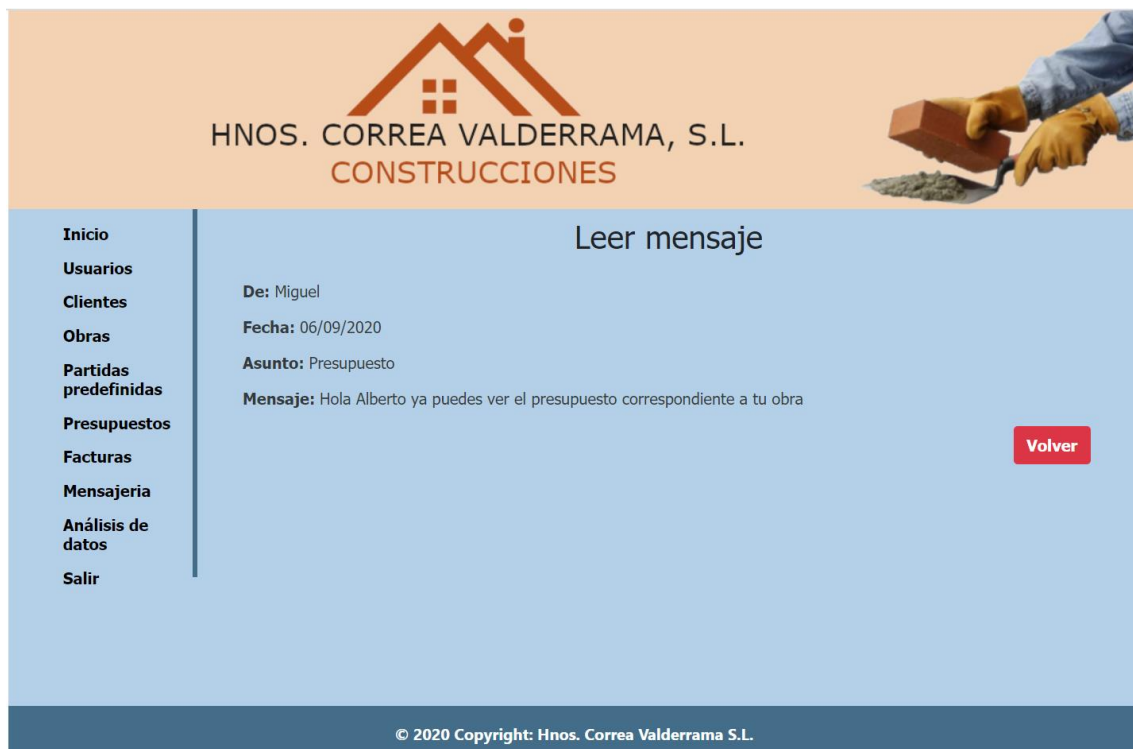 HNOS. CORREA VALDERRAMA, S.L.
CONSTRUCCIONES
Inicio
Usuarios
Clientes
Obras
Partidas
predefinidas
Presupuestos
Facturas
Mensajeria
Análisis de
datos
Salir
Leer mensaje
De: Miguel
Fecha: 06/09/2020
Asunto: Presupuesto
Mensaje: Hola Alberto ya puedes ver el presupuesto correspondiente a tu obra
Volver
© 2020 Copyright: Hnos. Correa Valderrama S.L.